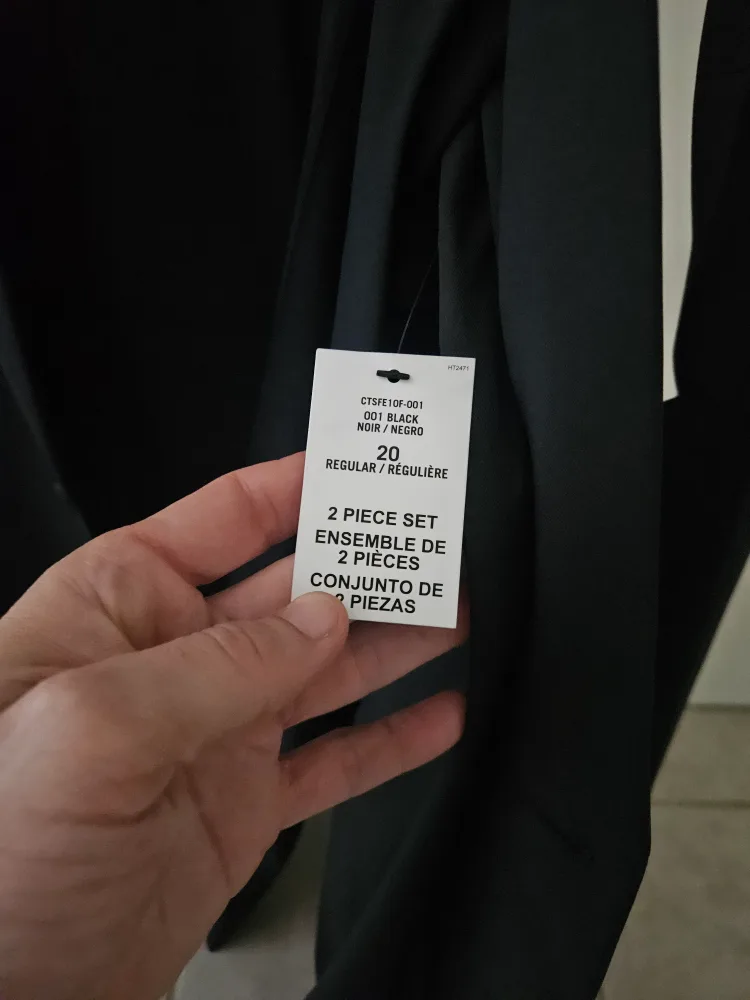 HT2471
CTSFE10F-001
001 BLACK
NOIR / NEGRO
20
REGULAR / RÉGULIÈRE
2 PIECE SET
ENSEMBLE DE
2 PIÈCES
CONJUNTO DE
2 PIEZAS